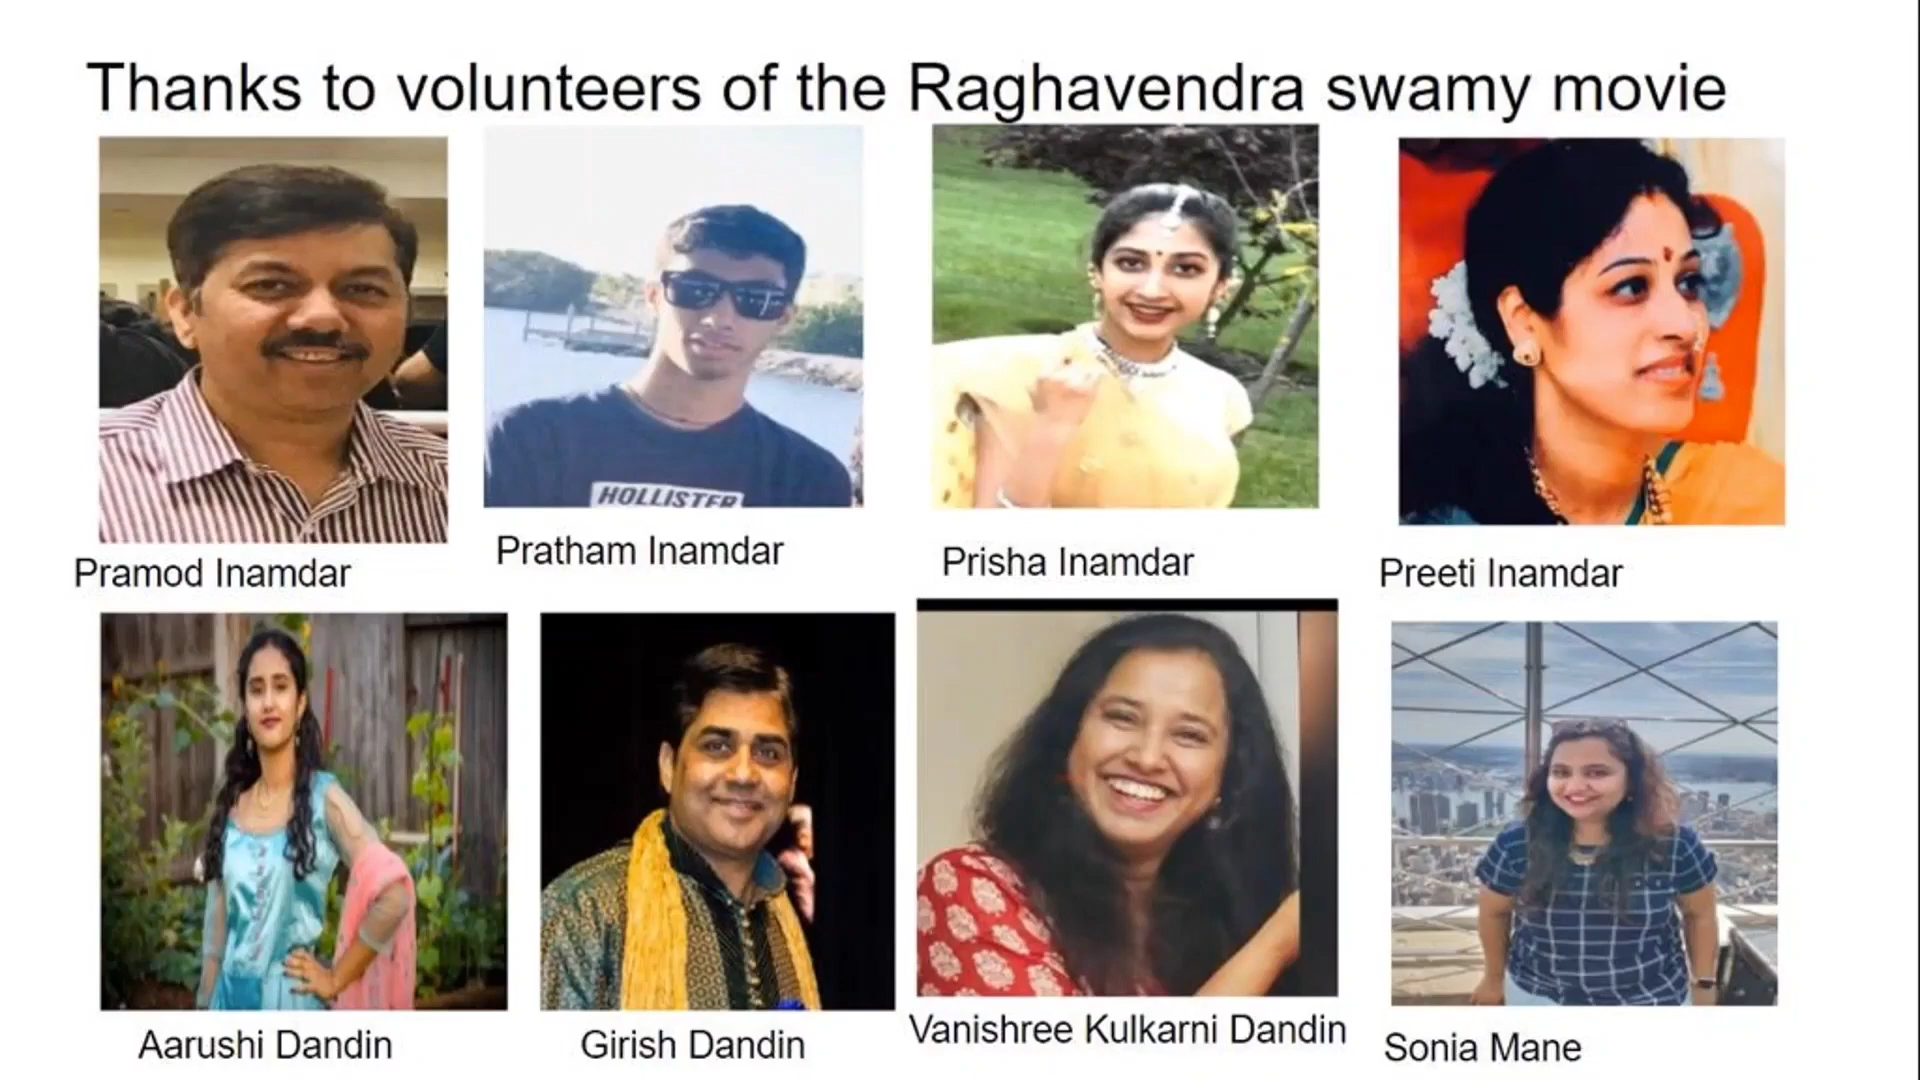 Thanks to volunteers of the Raghavendra swamy movie
HOLLISTER
Pramod Inamdar
Pratham Inamdar
Prisha Inamdar
Preeti Inamdar
Aarushi Dandin
Girish Dandin
Vanishree Kulkarni Dandin
Sonia Mane